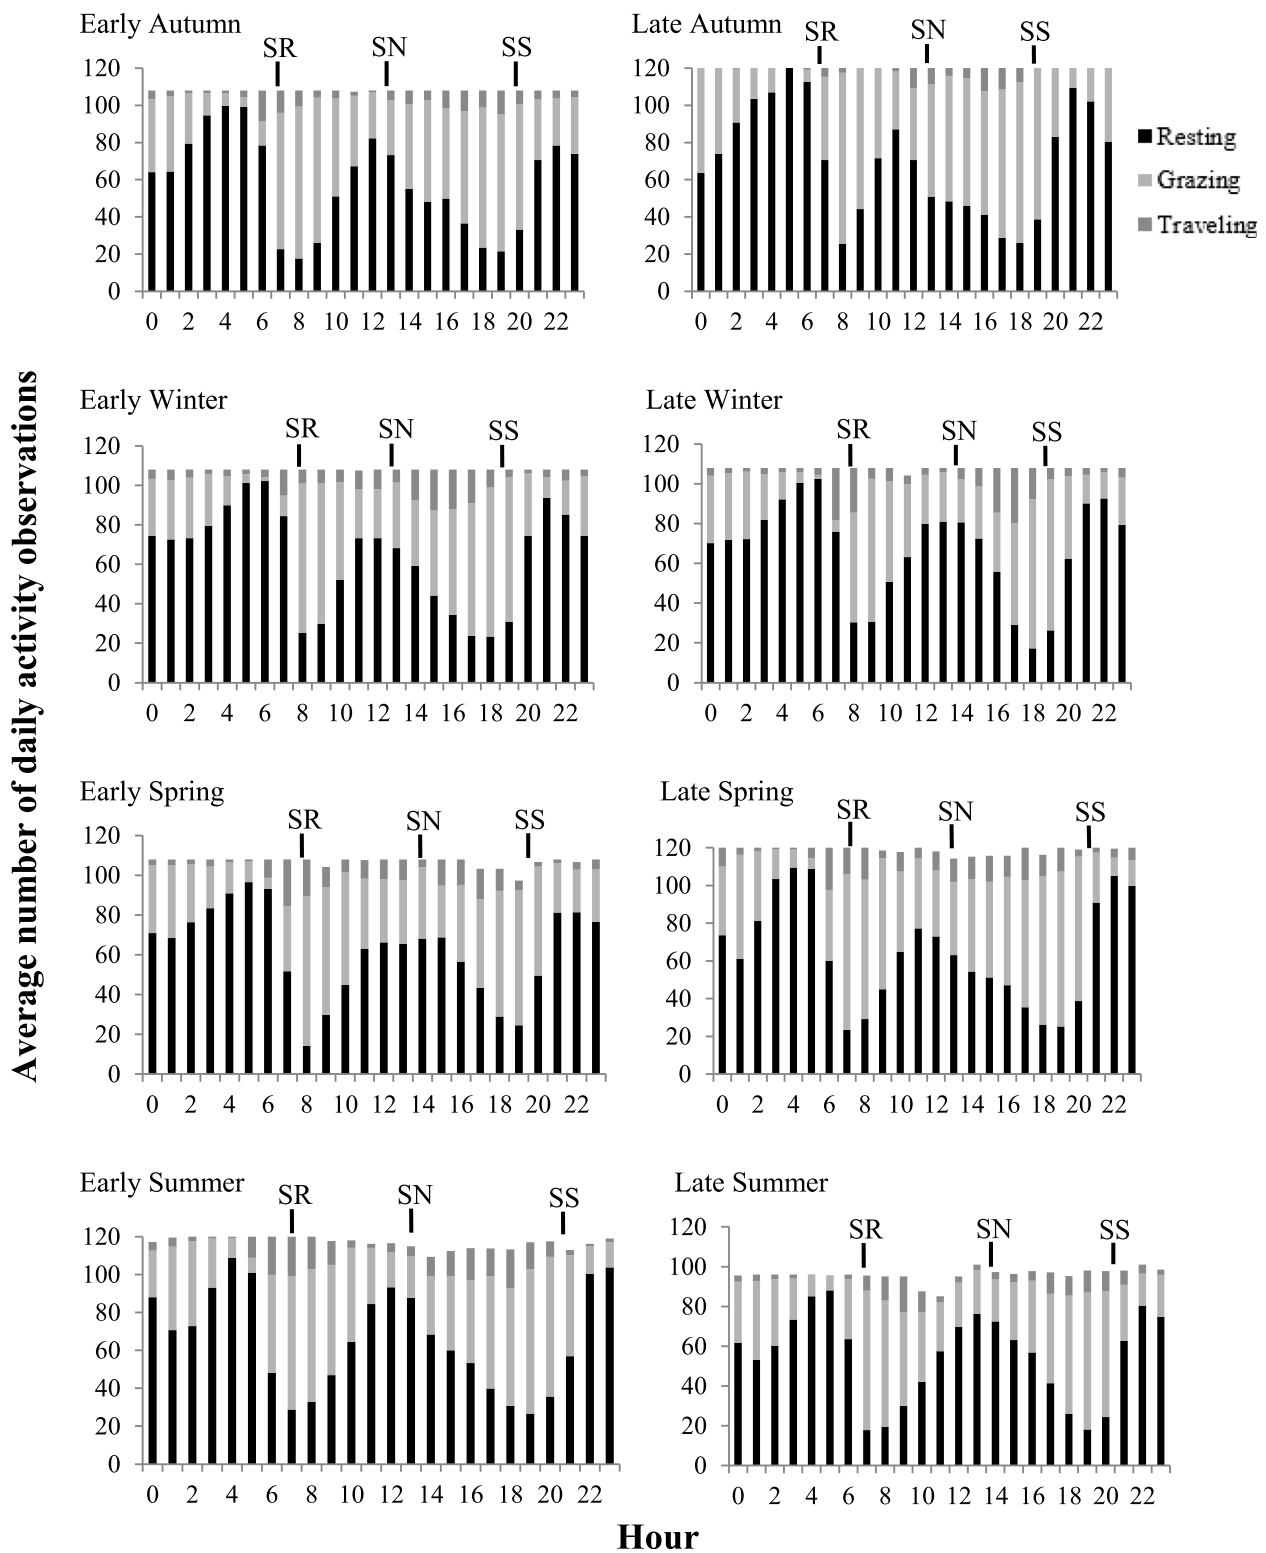 Early Autumn
SR SN SS
120
100
80
60
40
20
0
0 2 4 6 8 10 12 14 16 18 20 22
Late Autumn
SR SN SS
120
100
80
60
40
20
0
0 2 4 6 8 10 12 14 16 18 20 22
Resting
Grazing
Traveling
Average number of daily activity observations
Early Winter
SR SN SS
120
100
80
60
40
20
0
0 2 4 6 8 10 12 14 16 18 20 22
Late Winter
SR SN SS
120
100
80
60
40
20
0
0 2 4 6 8 10 12 14 16 18 20 22
Early Spring
SR SN SS
120
100
80
60
40
20
0
0 2 4 6 8 10 12 14 16 18 20 22
Late Spring
SR SN SS
120
100
80
60
40
20
0
0 2 4 6 8 10 12 14 16 18 20 22
Early Summer
SR SN SS
120
100
80
60
40
20
0
0 2 4 6 8 10 12 14 16 18 20 22
Late Summer
SR SN SS
120
100
80
60
40
20
0
0 2 4 6 8 10 12 14 16 18 20 22
Hour